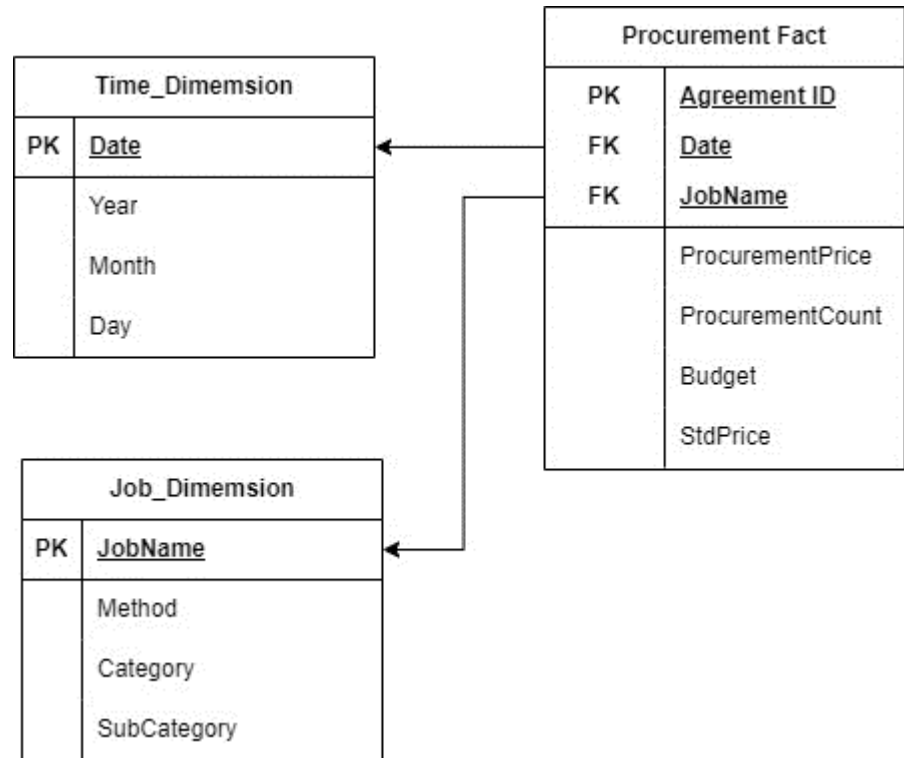 Procurement Fact
PK Agreement ID
FK Date
FK JobName
ProcurementPrice
ProcurementCount
Budget
StdPrice
Time_Dimemsion
PK Date
Year
Month
Day
Job_Dimemsion
PK JobName
Method
Category
SubCategory